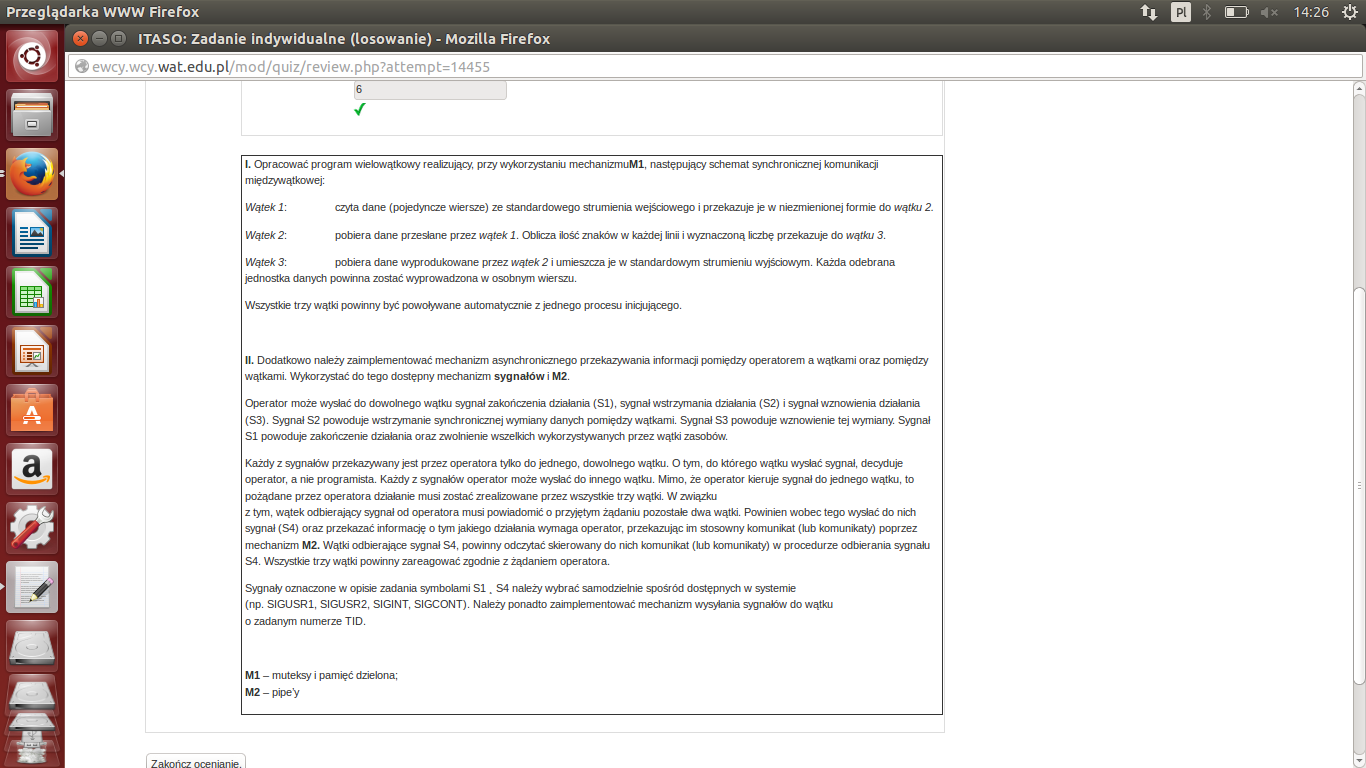 Przeglądarka WWW Firefox
Pl
14:26
ITASO: Zadanie indywidualne (losowanie) - Mozilla Firefox
ewcy.wcy.wat.edu.pl/mod/quiz/review.php?attempt=14455
6
I. Opracować program wielowątkowy realizujący, przy wykorzystaniu mechanizmuM1, następujący schemat synchronicznej komunikacji
międzywątkowej:
Wątek 1: czyta dane (pojedyncze wiersze) ze standardowego strumienia wejściowego i przekazuje je w niezmienionej formie do wątku 2.
Wątek 2: pobiera dane przesłane przez wątek 1. Oblicza ilość znaków w każdej linii i wyznaczoną liczbę przekazuje do wątku 3.
Wątek 3: pobiera dane wyprodukowane przez wątek 2 i umieszcza je w standardowym strumieniu wyjściowym. Każda odebrana
jednostka danych powinna zostać wyprowadzona w osobnym wierszu.
Wszystkie trzy wątki powinny być powoływane automatycznie z jednego procesu inicjującego.
II. Dodatkowo należy zaimplementować mechanizm asynchronicznego przekazywania informacji pomiędzy operatorem a wątkami oraz pomiędzy
wątkami. Wykorzystać do tego dostępny mechanizm sygnałów i M2.
Operator może wysłać do dowolnego wątku sygnał zakończenia działania (S1), sygnał wstrzymania działania (S2) i sygnał wznowienia działania
(S3). Sygnał S2 powoduje wstrzymanie synchronicznej wymiany danych pomiędzy wątkami. Sygnał S3 powoduje wznowienie tej wymiany. Sygnał
S1 powoduje zakończenie działania oraz zwolnienie wszelkich wykorzystywanych przez wątki zasobów.
Każdy z sygnałów przekazywany jest przez operatora tylko do jednego, dowolnego wątku. O tym, do którego wątku wysłać sygnał, decyduje
operator, a nie programista. Każdy z sygnałów operator może wysłać do innego wątku. Mimo, że operator kieruje sygnał do jednego wątku, to
pożądane przez operatora działanie musi zostać zrealizowane przez wszystkie trzy wątki. W związku
z tym, wątek odbierający sygnał od operatora musi powiadomić o przyjętym żądaniu pozostałe dwa wątki. Powinien wobec tego wysłać do nich
sygnał (S4) oraz przekazać informację o tym jakiego działania wymaga operator, przekazując im stosowny komunikat (lub komunikaty) poprzez
mechanizm M2. Wątki odbierające sygnał S4, powinny odczytać skierowany do nich komunikat (lub komunikaty) w procedurze odbierania sygnału
S4. Wszystkie trzy wątki powinny zareagować zgodnie z żądaniem operatora.
Sygnały oznaczone w opisie zadania symbolami S1 ¸ S4 należy wybrać samodzielnie spośród dostępnych w systemie
(np. SIGUSR1, SIGUSR2, SIGINT, SIGCONT). Należy ponadto zaimplementować mechanizm wysyłania sygnałów do wątku
o zadanym numerze TID.
M1 – muteksy i pamięć dzielona;
M2 – pipe'y
Zakończ ocenianie.